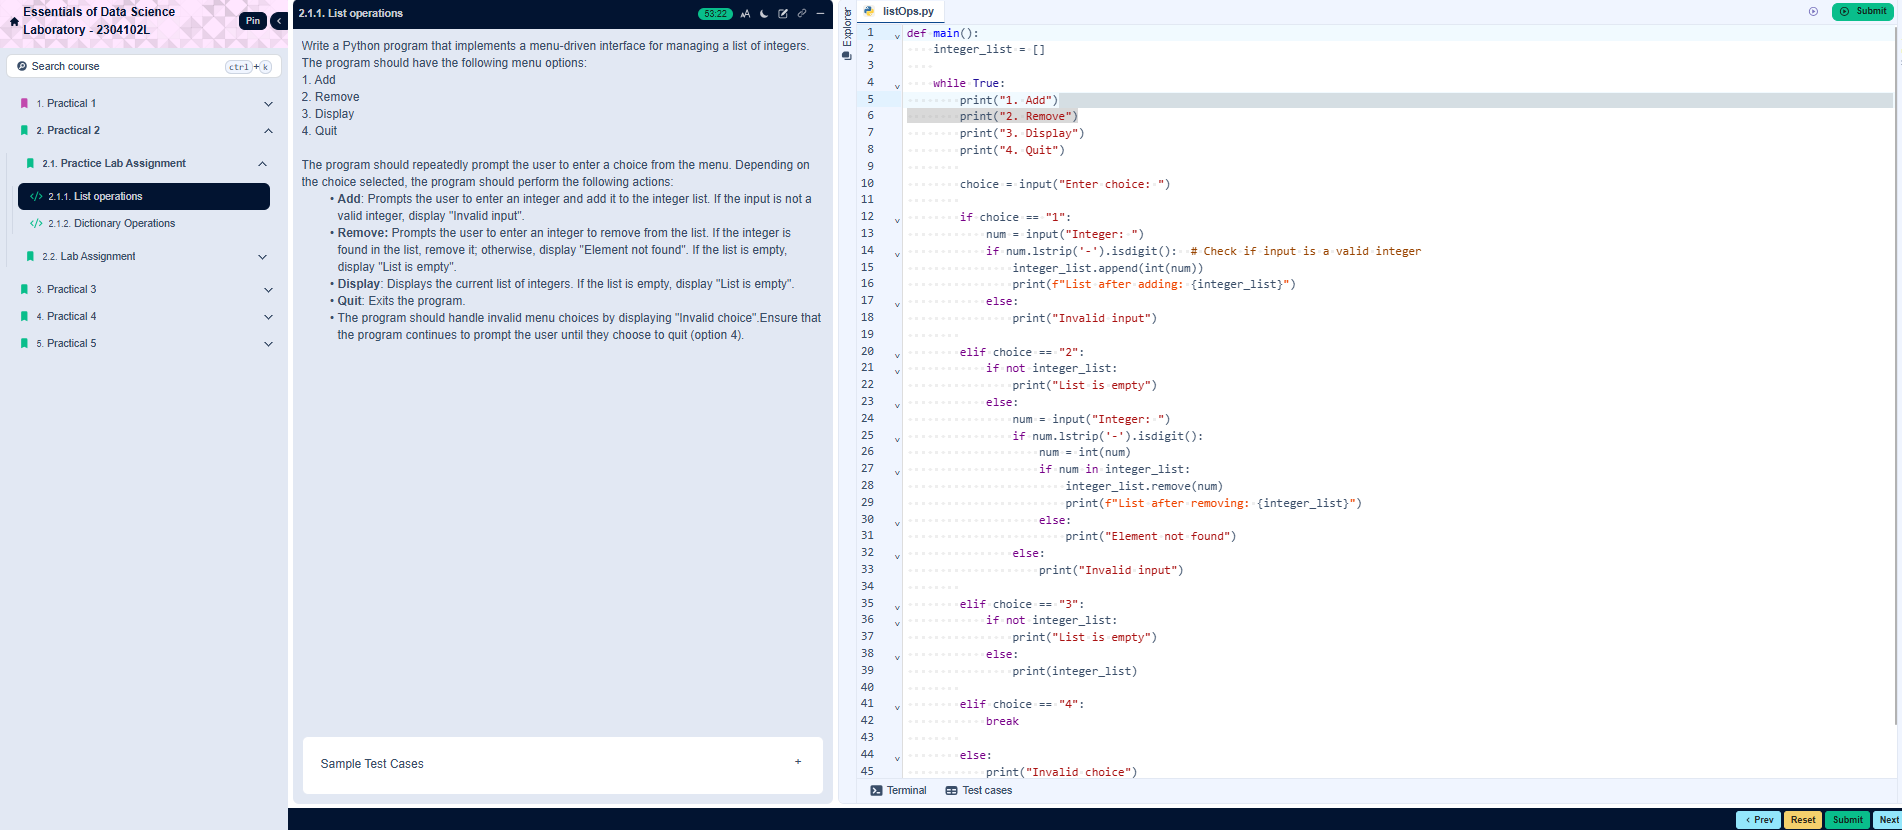 Essentials of Data Science
Laboratory - 2304102L
Pin
Search course
ctrl + k
1. Practical 1
2. Practical 2
2.1. Practice Lab Assignment
2.1.1. List operations
2.1.2. Dictionary Operations
2.2. Lab Assignment
3. Practical 3
4. Practical 4
5. Practical 5
2.1.1. List operations
53:22
AA
Write a Python program that implements a menu-driven interface for managing a list of integers.
The program should have the following menu options:
1. Add
2. Remove
3. Display
4. Quit
The program should repeatedly prompt the user to enter a choice from the menu. Depending on
the choice selected, the program should perform the following actions:
• Add: Prompts the user to enter an integer and add it to the integer list. If the input is not a
valid integer, display "Invalid input".
• Remove: Prompts the user to enter an integer to remove from the list. If the integer is
found in the list, remove it; otherwise, display "Element not found". If the list is empty,
display "List is empty".
• Display: Displays the current list of integers. If the list is empty, display "List is empty".
• Quit: Exits the program.
• The program should handle invalid menu choices by displaying "Invalid choice".Ensure that
the program continues to prompt the user until they choose to quit (option 4).
Sample Test Cases
+
Explorer
listOps.py
Submit
1 def main():
2 integer_list = []
3
4 while True:
5 print("1. Add")
6 print("2. Remove")
7 print("3. Display")
8 print("4. Quit")
9
10 choice = input("Enter choice: ")
11
12 if choice == "1":
13 num = input("Integer: ")
14 if num.lstrip('-').isdigit(): # Check if input is a valid integer
15 integer_list.append(int(num))
16 print(f"List after adding: {integer_list}")
17 else:
18 print("Invalid input")
19
20 elif choice == "2":
21 if not integer_list:
22 print("List is empty")
23 else:
24 num = input("Integer: ")
25 if num.lstrip('-').isdigit():
26 num = int(num)
27 if num in integer_list:
28 integer_list.remove(num)
29 print(f"List after removing: {integer_list}")
30 else:
31 print("Element not found")
32 else:
33 print("Invalid input")
34
35 elif choice == "3":
36 if not integer_list:
37 print("List is empty")
38 else:
39 print(integer_list)
40
41 elif choice == "4":
42 break
43
44 else:
45 print("Invalid choice")
Terminal
Test cases
< Prev
Reset
Submit
Next